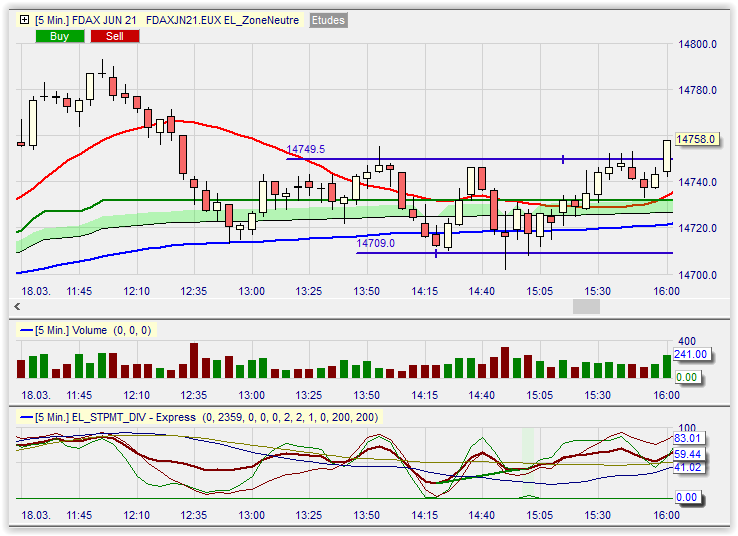 [5 Min.] FDAX JUN 21 FDAXJN21.EUX EL_ZoneNeutre Etudes
Buy Sell
14800.0
14780.0
14758.0
14749.5
14740.0
14720.0
14709.0
14700.0
18.03. 11:45 12:10 12:35 13:00 13:25 13:50 14:15 14:40 15:05 15:30 16:00
[5 Min.] Volume (0, 0, 0)
400
241.00
0.00
18.03. 11:45 12:10 12:35 13:00 13:25 13:50 14:15 14:40 15:05 15:30 16:00
[5 Min.] EL_STPMT_DIV - Express (0, 2359, 0, 0, 0, 2, 2, 1, 0, 200, 200)
100
83.01
59.44
41.02
0.00
18.03. 11:45 12:10 12:35 13:00 13:25 13:50 14:15 14:40 15:05 15:30 16:00